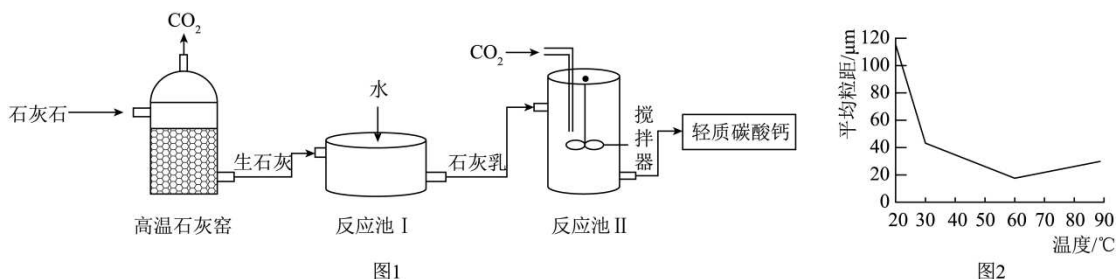 CO₂
石灰石
高温石灰窑
生石灰
水
反应池Ⅰ
石灰乳
CO₂
搅拌器
反应池Ⅱ
轻质碳酸钙
图1
平均粒距/μm
120
100
80
60
40
20
0
20 30 40 50 60 70 80 90
温度/℃
图2